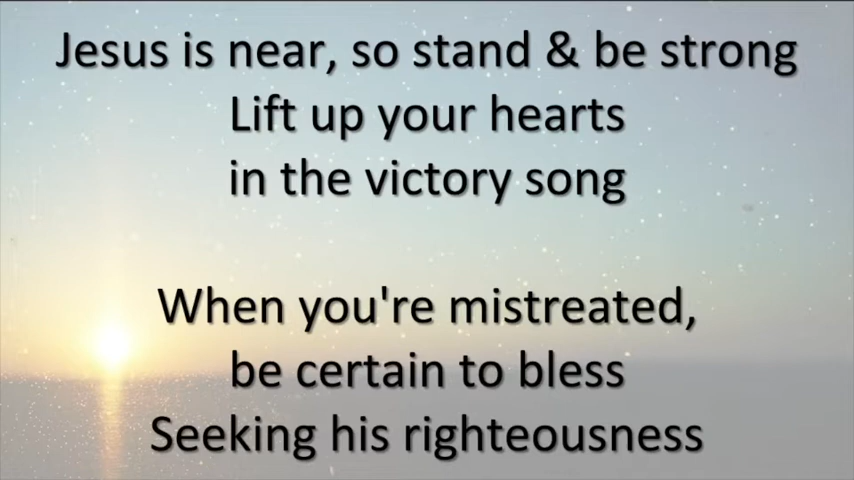 Jesus is near, so stand & be strong
Lift up your hearts
in the victory song
When you're mistreated,
be certain to bless
Seeking his righteousness